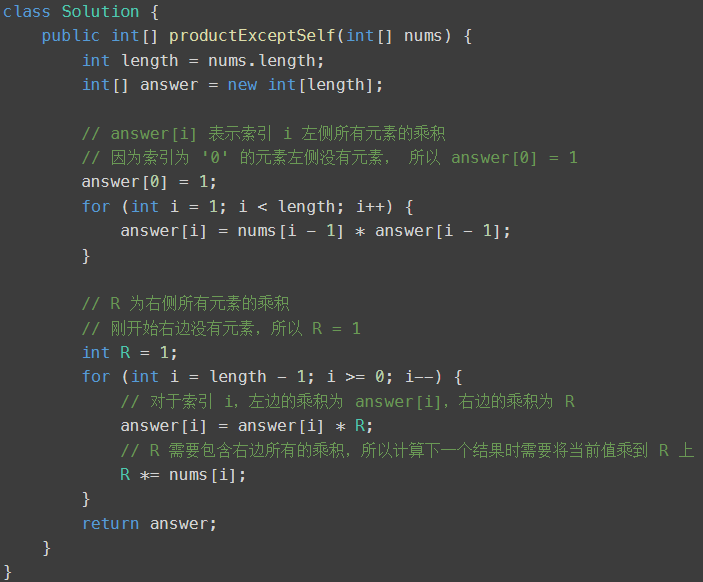 class Solution {
    public int[] productExceptSelf(int[] nums) {
        int length = nums.length;
        int[] answer = new int[length];

        // answer[i] 表示索引 i 左侧所有元素的乘积
        // 因为索引为 '0' 的元素左侧没有元素， 所以 answer[0] = 1
        answer[0] = 1;
        for (int i = 1; i < length; i++) {
            answer[i] = nums[i - 1] * answer[i - 1];
        }

        // R 为右侧所有元素的乘积
        // 刚开始右边没有元素，所以 R = 1
        int R = 1;
        for (int i = length - 1; i >= 0; i--) {
            // 对于索引 i，左边的乘积为 answer[i]，右边的乘积为 R
            answer[i] = answer[i] * R;
            // R 需要包含右边所有的乘积，所以计算下一个结果时需要将当前值乘到 R 上
            R *= nums[i];
        }
        return answer;
    }
}